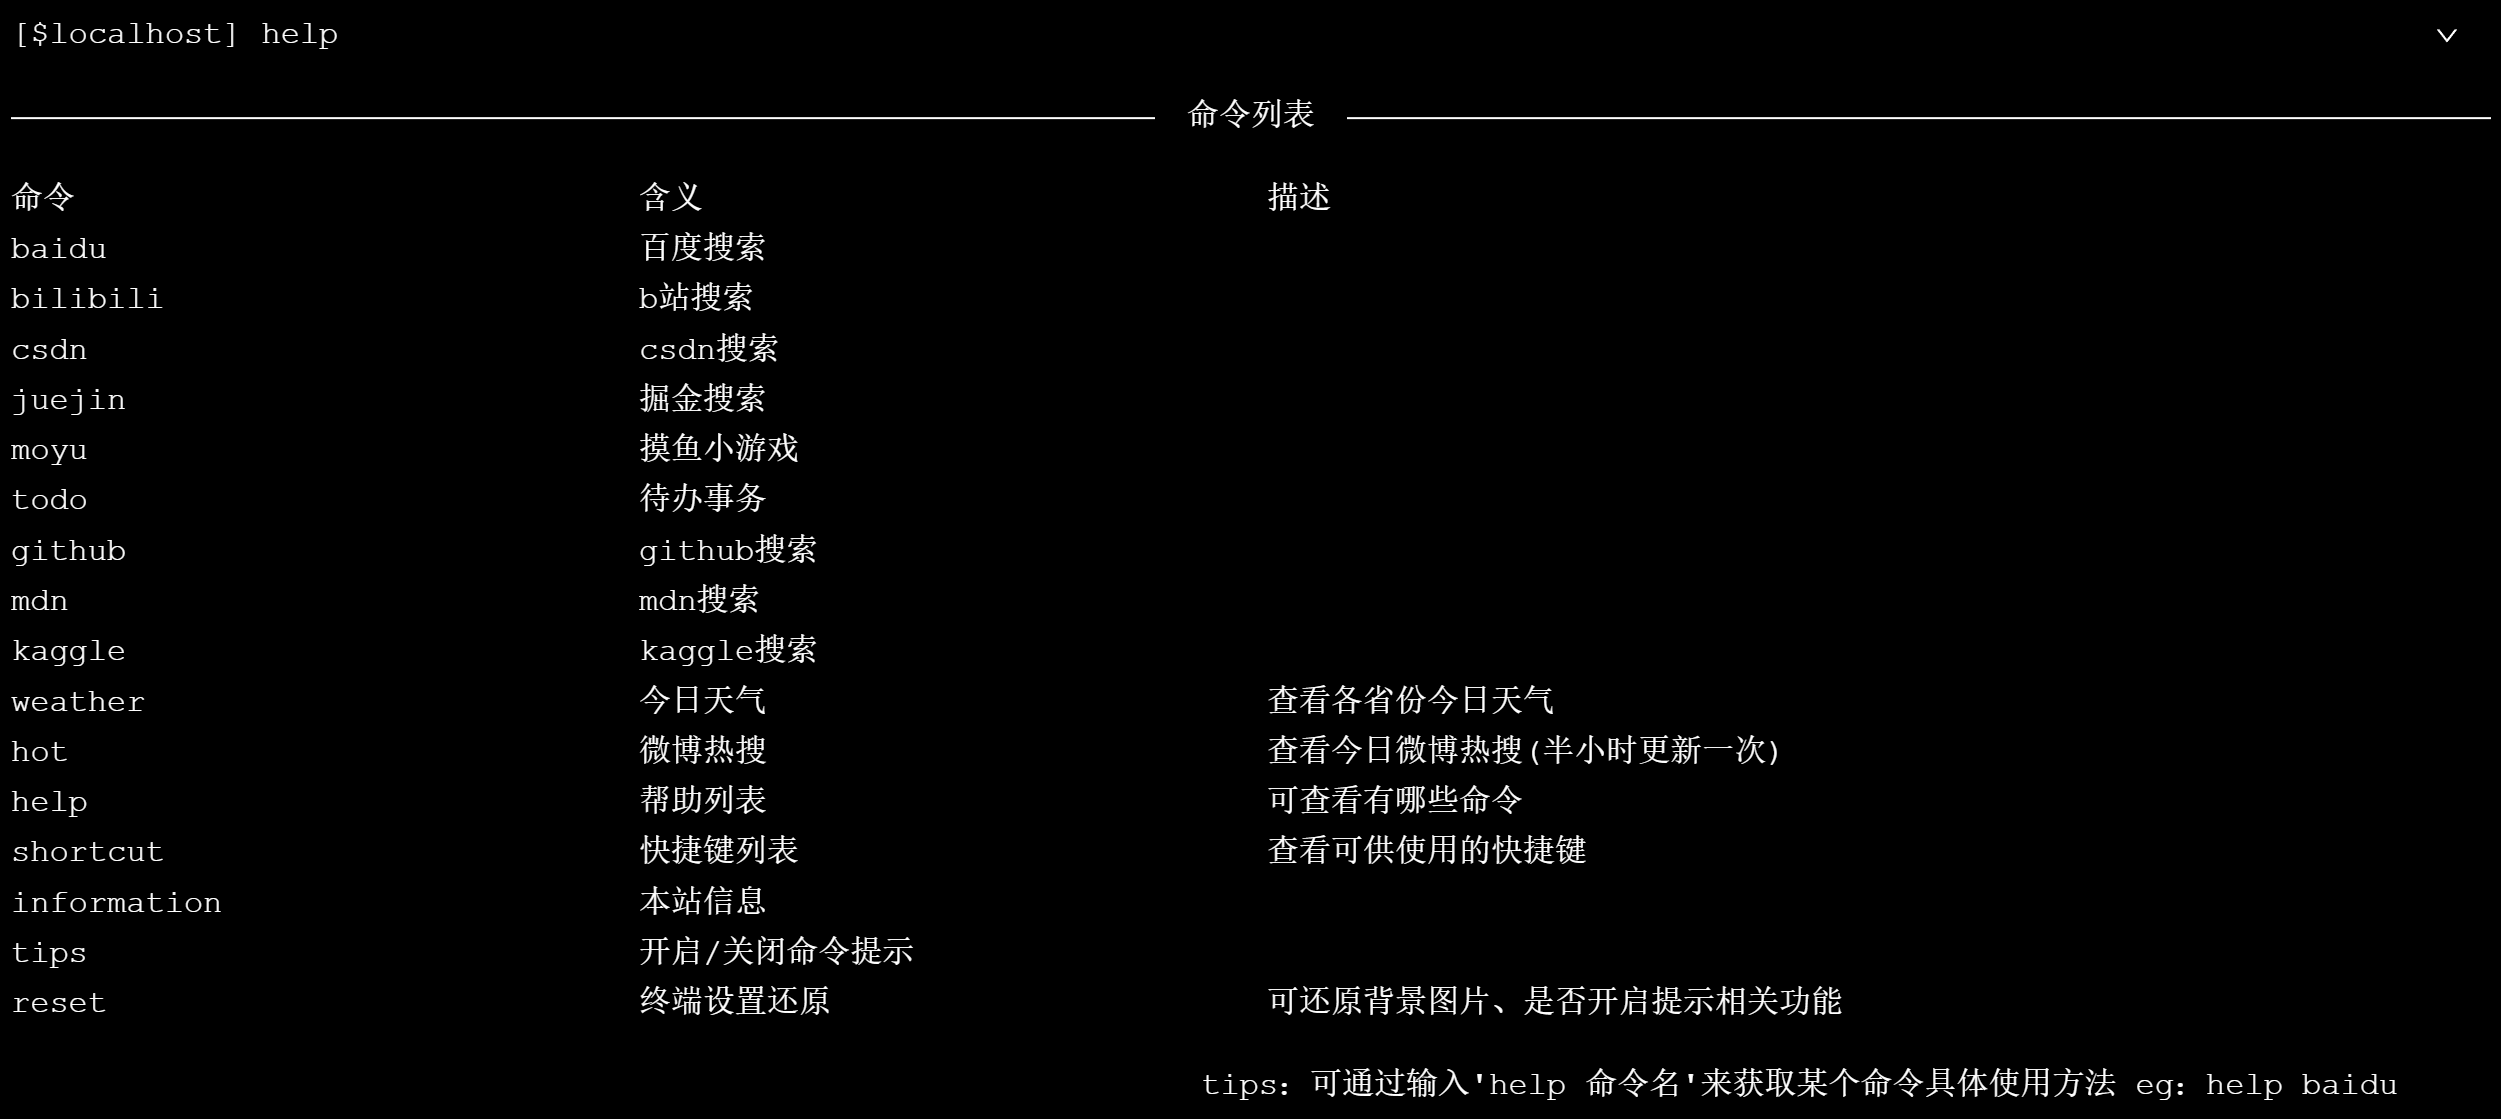 [$localhost] help
命令列表
命令 含义 描述
baidu 百度搜索
bilibili b站搜索
csdn csdn搜索
juejin 掘金搜索
moyu 摸鱼小游戏
todo 待办事务
github github搜索
mdn mdn搜索
kaggle kaggle搜索
weather 今日天气 查看各省份今日天气
hot 微博热搜 查看今日微博热搜(半小时更新一次)
help 帮助列表 可查看有哪些命令
shortcut 快捷键列表 查看可供使用的快捷键
information 本站信息
tips 开启/关闭命令提示
reset 终端设置还原 可还原背景图片、是否开启提示相关功能
tips：可通过输入'help 命令名'来获取某个命令具体使用方法 eg：help baidu